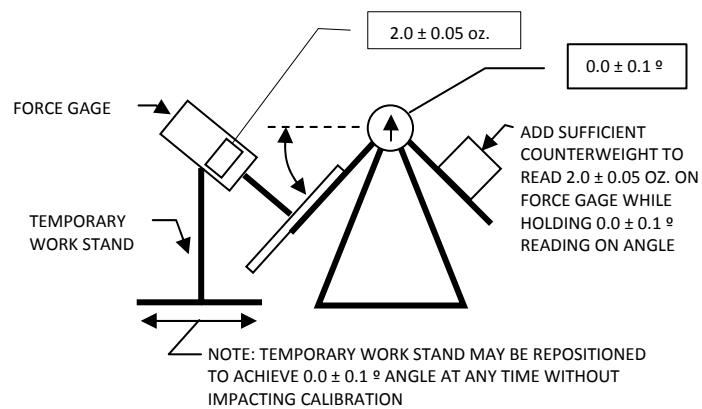 2.0 ± 0.05 oz.
0.0 ± 0.1 º
FORCE GAGE
ADD SUFFICIENT
COUNTERWEIGHT TO
READ 2.0 ± 0.05 OZ. ON
FORCE GAGE WHILE
HOLDING 0.0 ± 0.1 º
READING ON ANGLE
TEMPORARY
WORK STAND
NOTE: TEMPORARY WORK STAND MAY BE REPOSITIONED
TO ACHIEVE 0.0 ± 0.1 º ANGLE AT ANY TIME WITHOUT
IMPACTING CALIBRATION